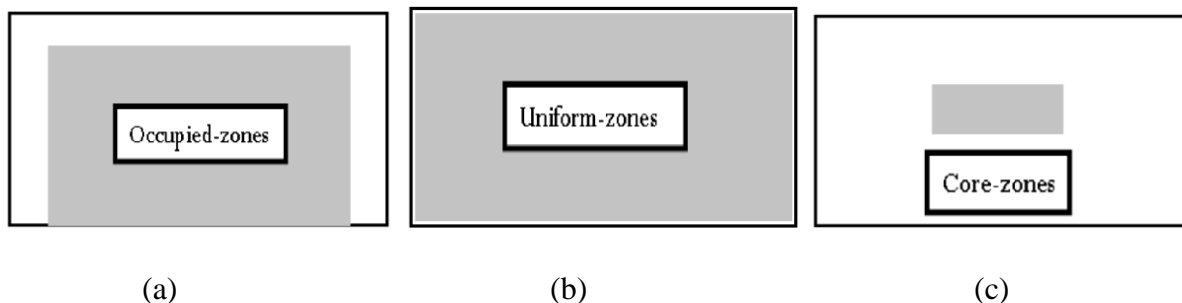 Occupied-zones
Uniform-zones
Core-zones
(a)
(b)
(c)